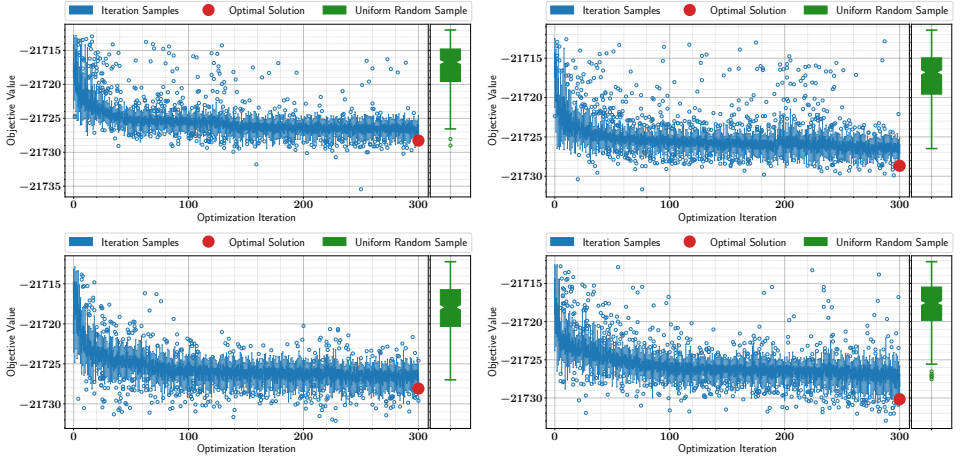 Iteration Samples Optimal Solution Uniform Random Sample
Objective Value
−21715
−21720
−21725
−21730
−21735
0 100 200 300
Optimization Iteration
Iteration Samples Optimal Solution Uniform Random Sample
Objective Value
−21715
−21720
−21725
−21730
0 100 200 300
Optimization Iteration
Iteration Samples Optimal Solution Uniform Random Sample
Objective Value
−21715
−21720
−21725
−21730
0 100 200 300
Optimization Iteration
Iteration Samples Optimal Solution Uniform Random Sample
Objective Value
−21715
−21720
−21725
−21730
0 100 200 300
Optimization Iteration